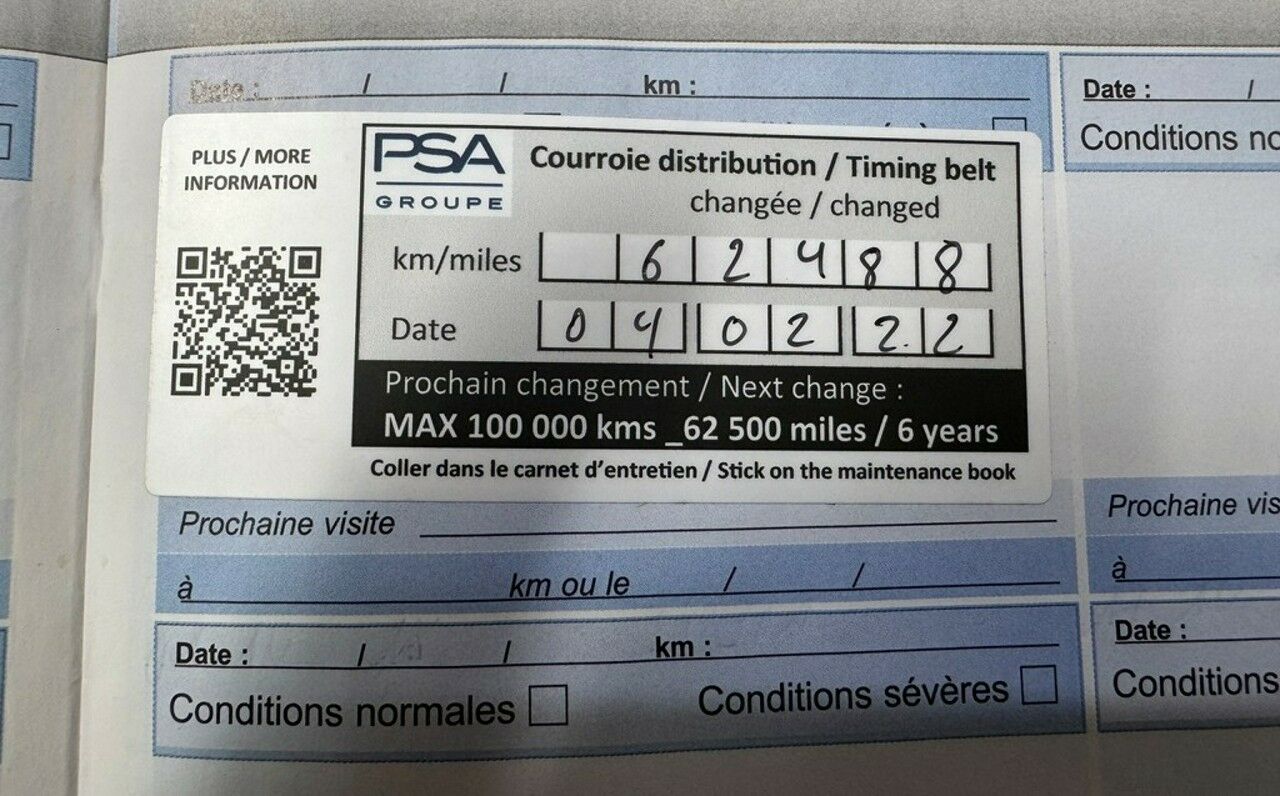 Date : / / km :
Date : /
Conditions no
PLUS / MORE
INFORMATION
PSA
GROUPE
Courroie distribution / Timing belt
changée / changed
km/miles 6 2 4 8 8
Date 0 4 0 2 2 2
Prochain changement / Next change :
MAX 100 000 kms _62 500 miles / 6 years
Coller dans le carnet d'entretien / Stick on the maintenance book
Prochaine visite
à km ou le / /
Prochaine vis
à
Date : / / km :
Conditions normales Conditions sévères
Date :
Conditions